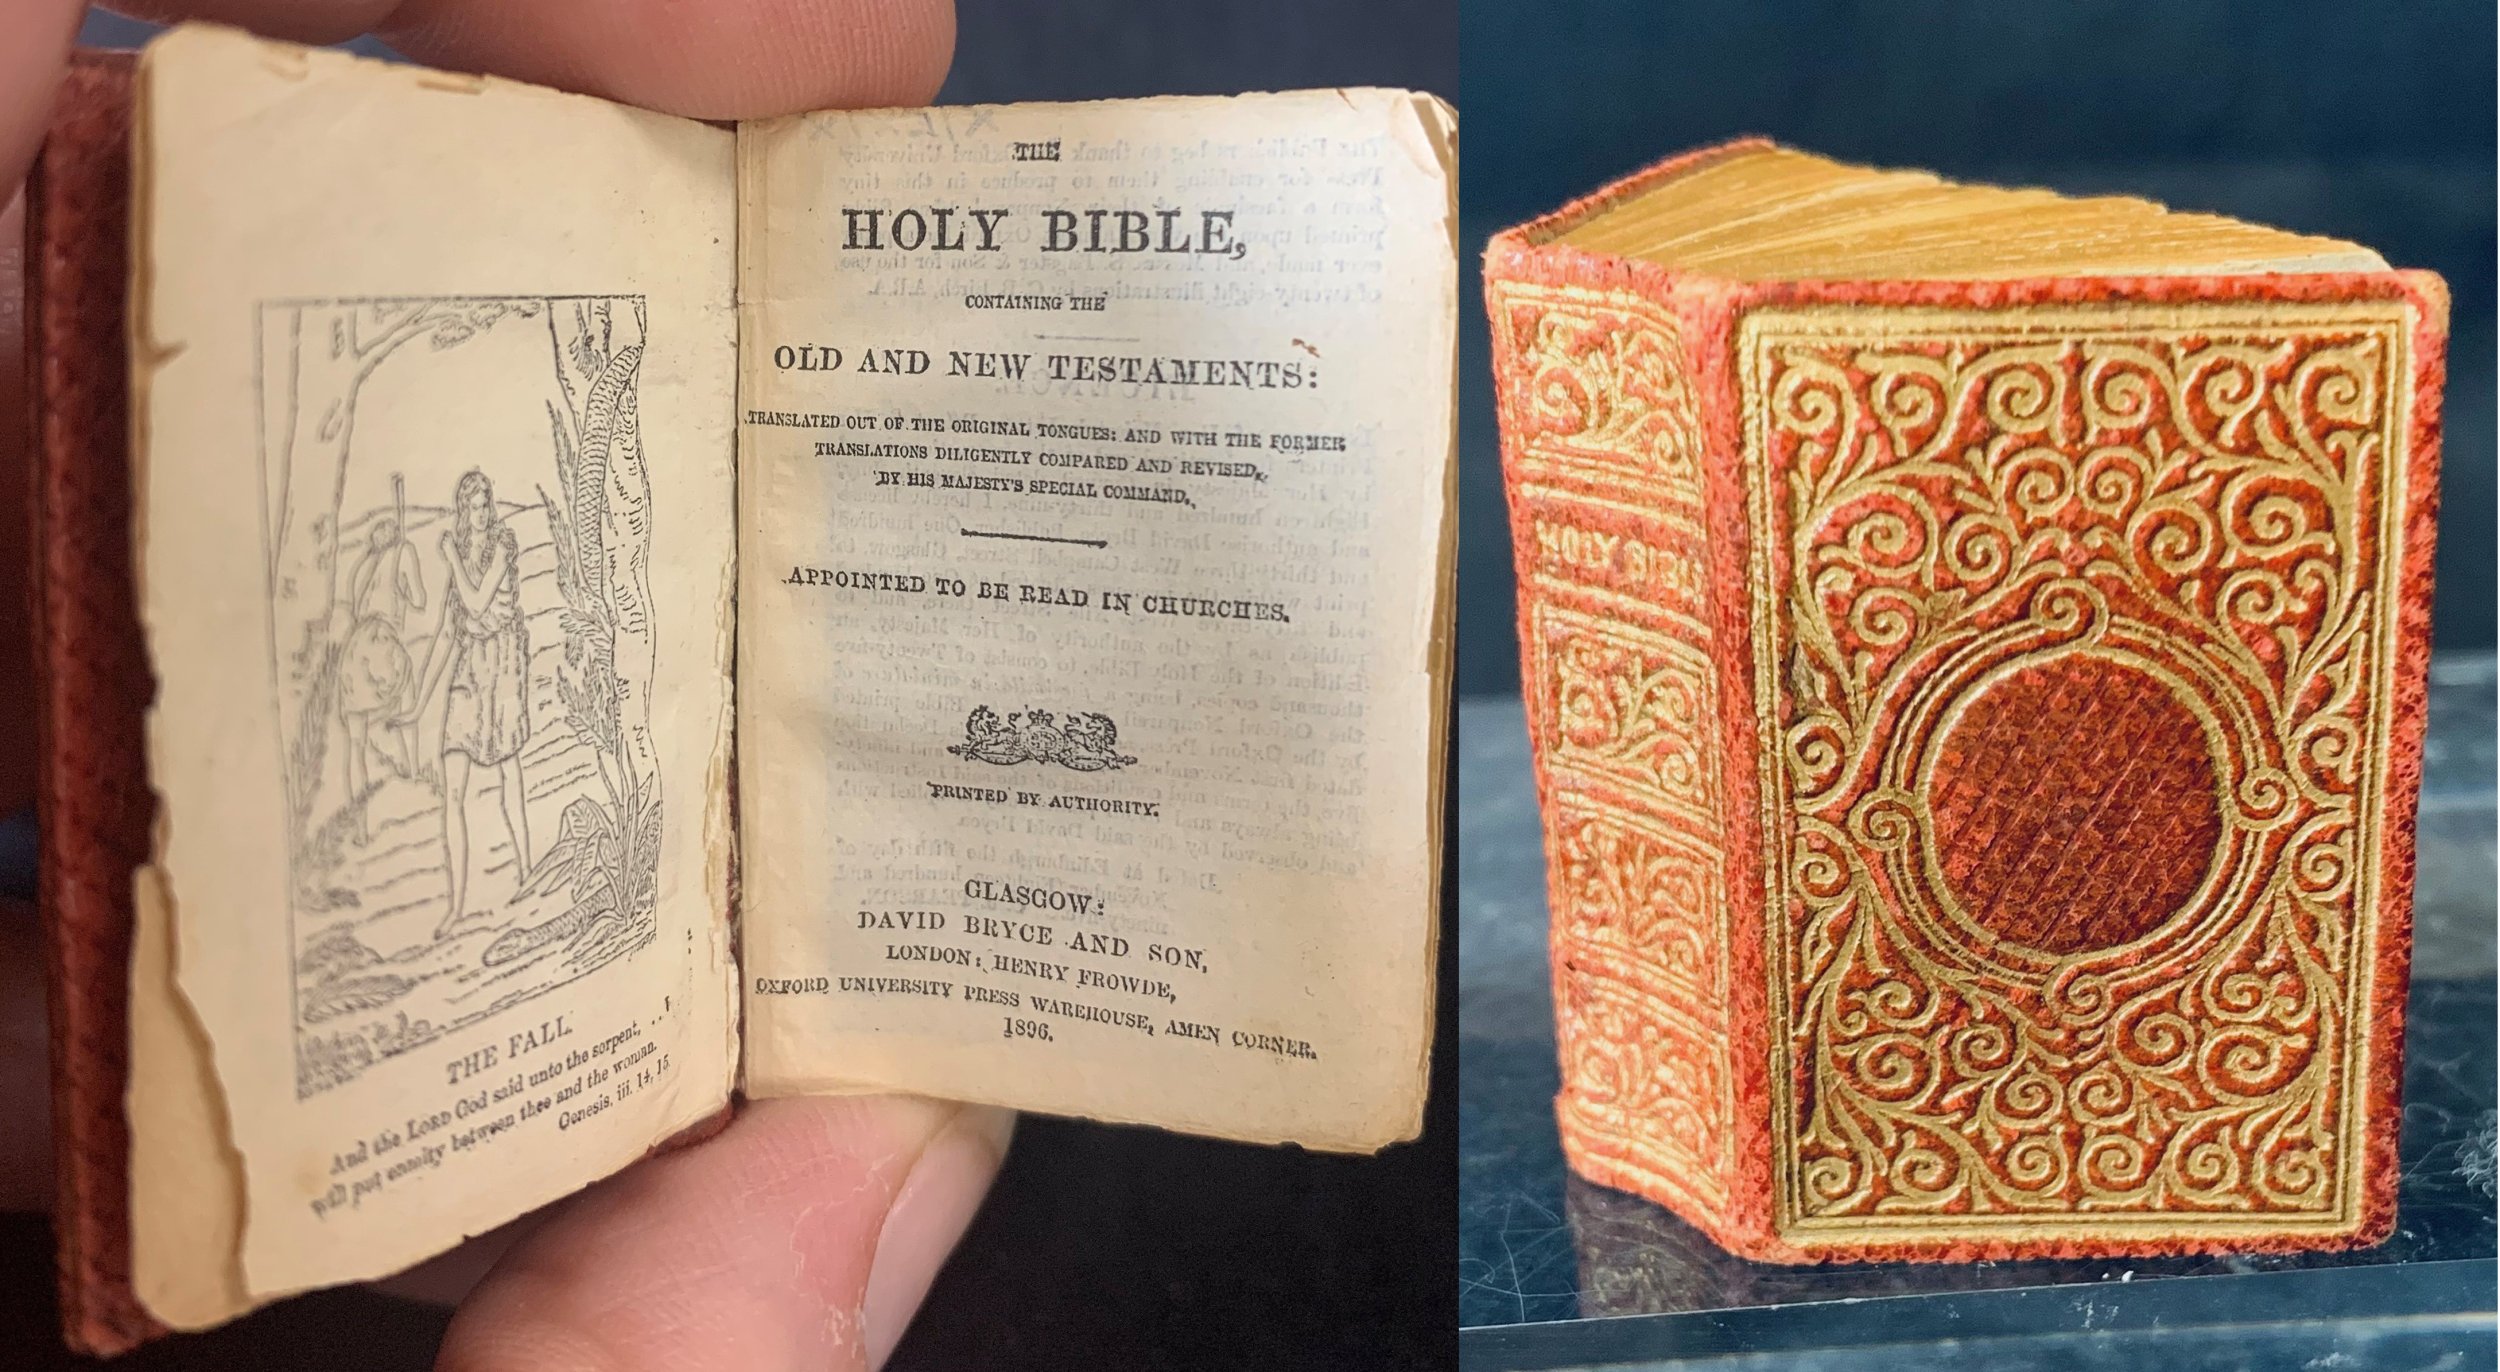 THE FALL.
And the LORD God said unto the serpent, ..
will put enmity between thee and the woman.
Genesis, iii. 14, 15.
THE
HOLY BIBLE,
CONTAINING THE
OLD AND NEW TESTAMENTS:
TRANSLATED OUT OF THE ORIGINAL TONGUES: AND WITH THE FORMER
TRANSLATIONS DILIGENTLY COMPARED AND REVISED,
BY HIS MAJESTY'S SPECIAL COMMAND.
APPOINTED TO BE READ IN CHURCHES.
PRINTED BY AUTHORITY.
GLASGOW:
DAVID BRYCE AND SON,
LONDON: HENRY FROWDE,
OXFORD UNIVERSITY PRESS WAREHOUSE, AMEN CORNER.
1896.
HOLY BIB